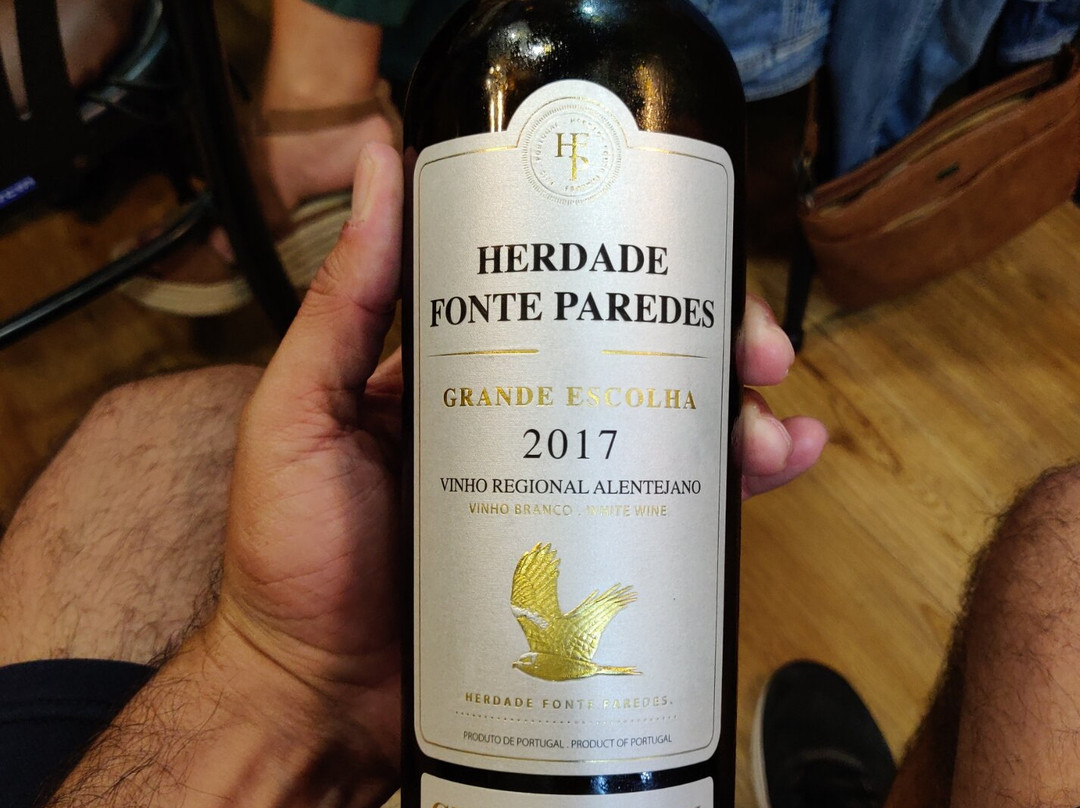 HFP
HERDADE
FONTE PAREDES
GRANDE ESCOLHA
2017
VINHO REGIONAL ALENTEJANO
VINHO BRANCO . WHITE WINE
HERDADE FONTE PAREDES.
PRODUTO DE PORTUGAL . PRODUCT OF PORTUGAL